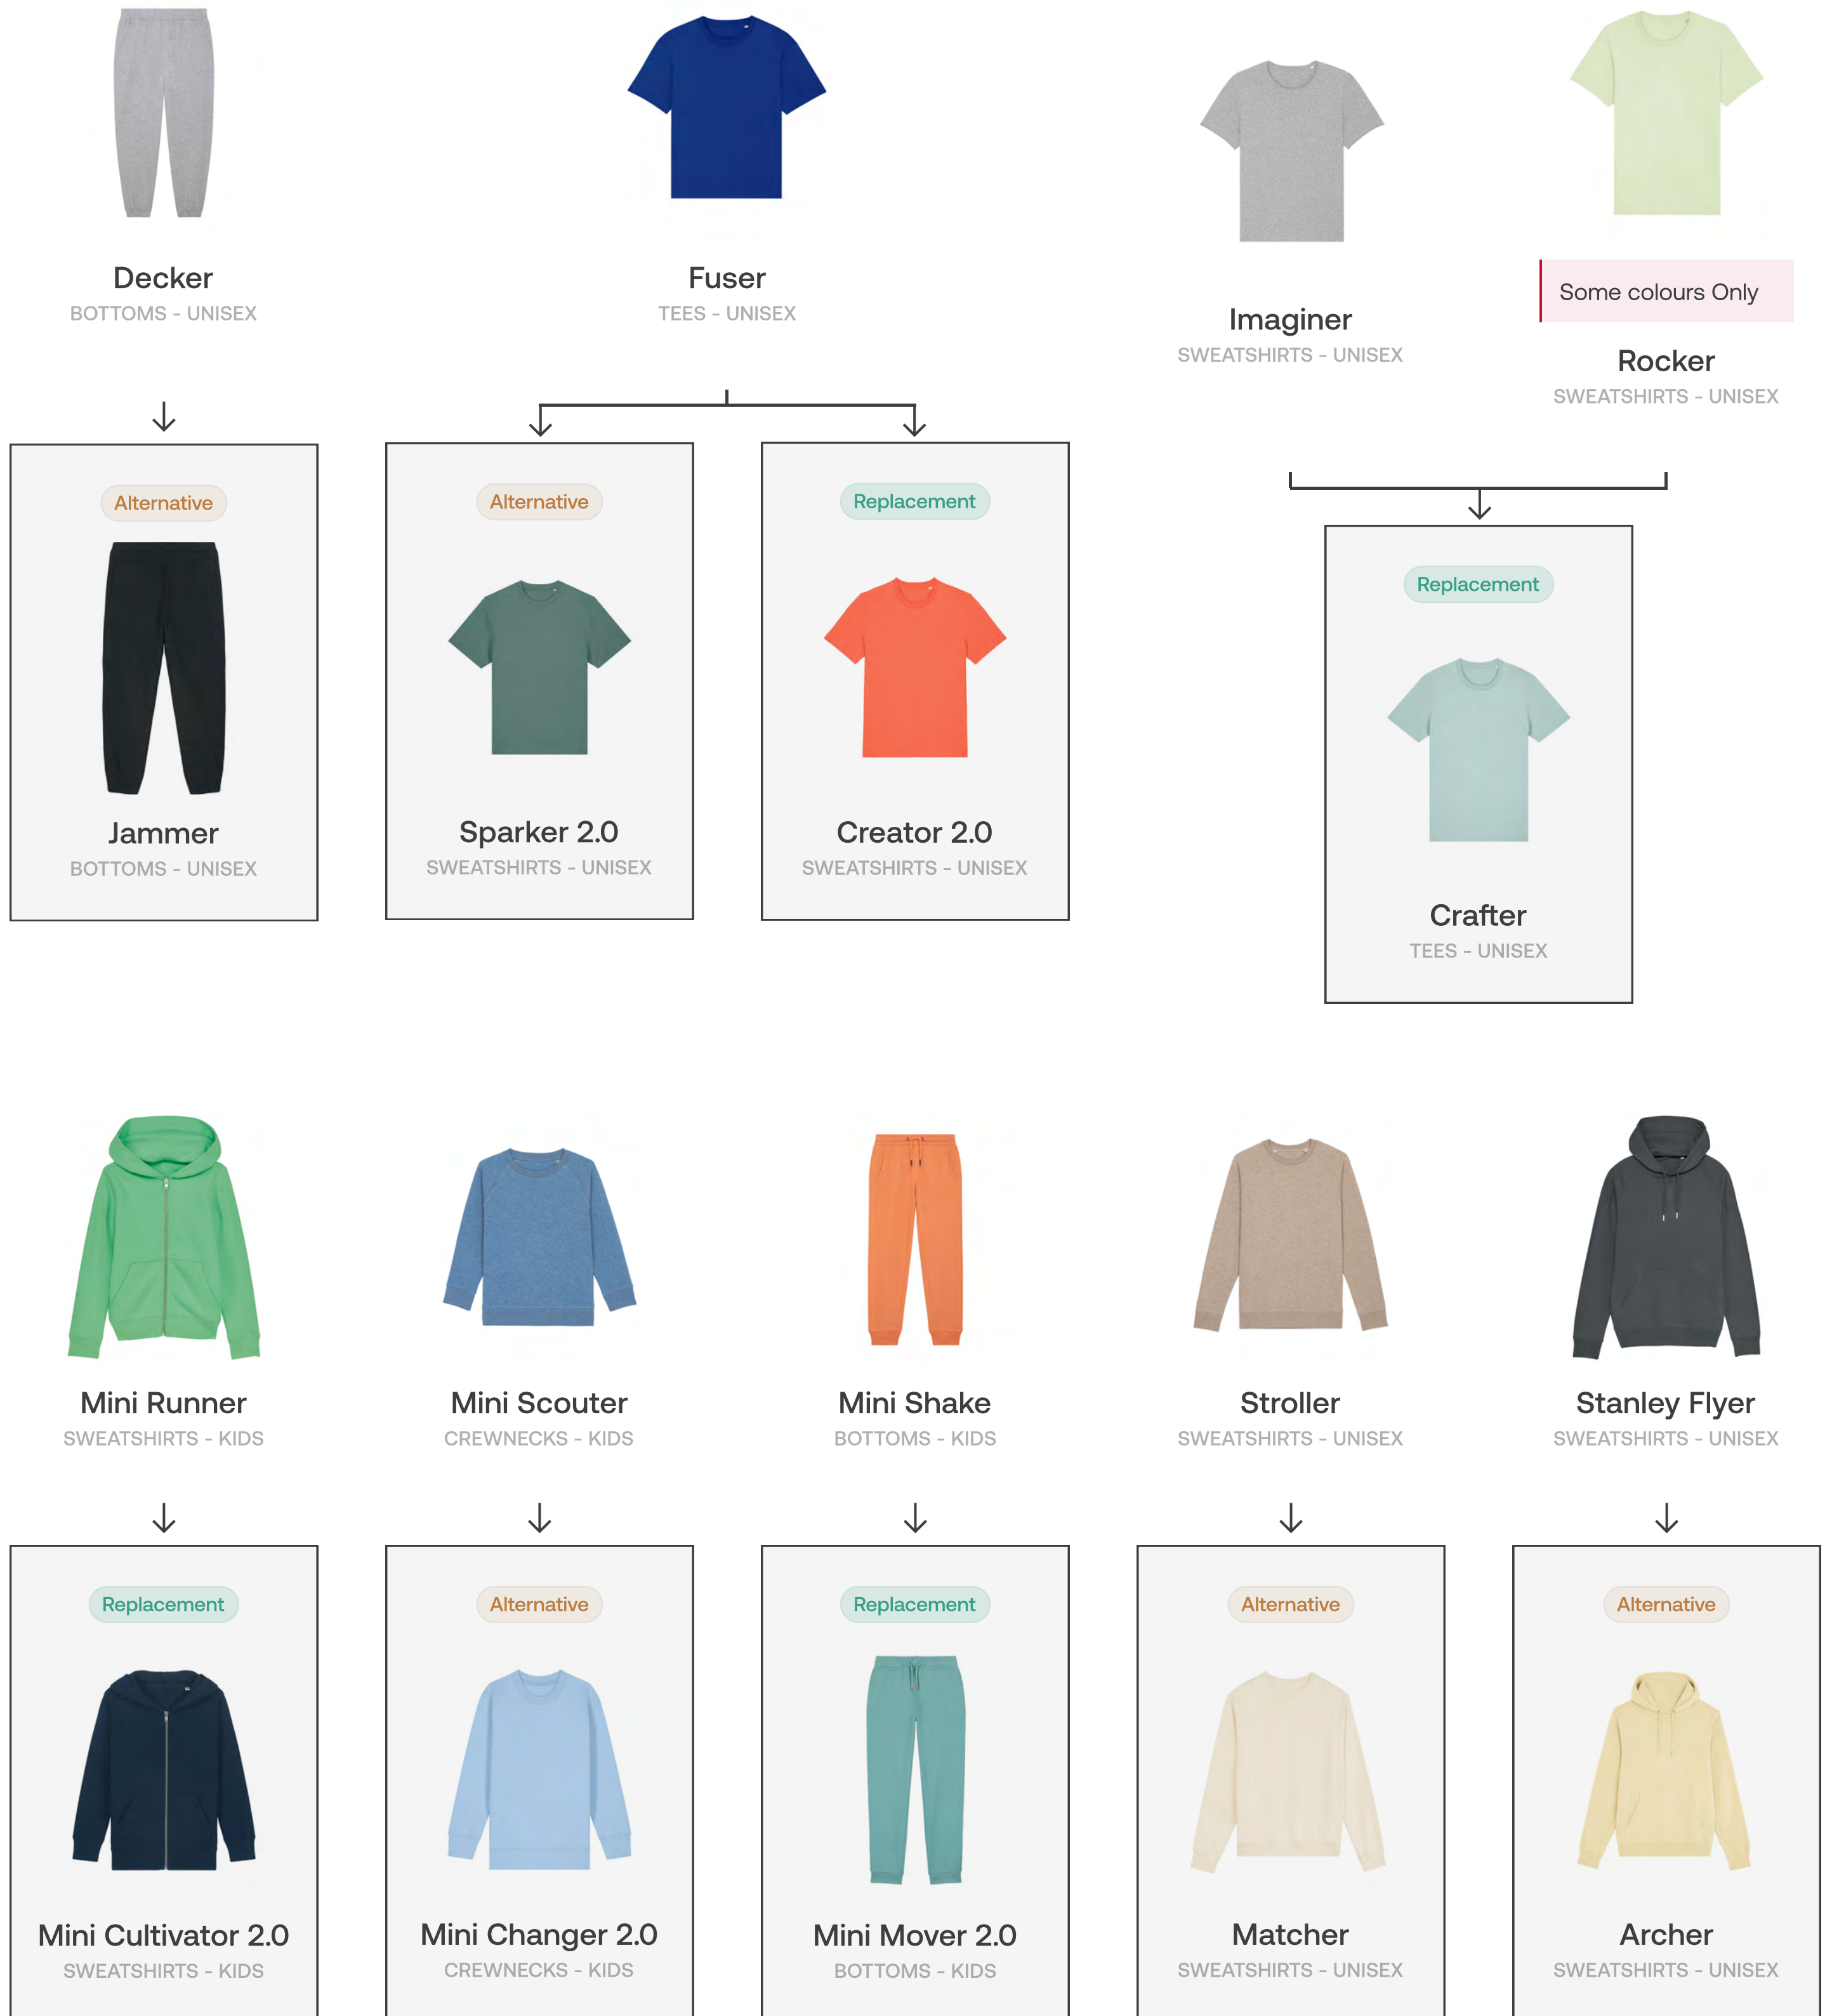 Decker
BOTTOMS - UNISEX
Fuser
TEES - UNISEX
Imaginer
SWEATSHIRTS - UNISEX
Some colours Only
Rocker
SWEATSHIRTS - UNISEX
Alternative
Jammer
BOTTOMS - UNISEX
Alternative
Sparker 2.0
SWEATSHIRTS - UNISEX
Replacement
Creator 2.0
SWEATSHIRTS - UNISEX
Replacement
Crafter
TEES - UNISEX
Mini Runner
SWEATSHIRTS - KIDS
Mini Scouter
CREWNECKS - KIDS
Mini Shake
BOTTOMS - KIDS
Stroller
SWEATSHIRTS - UNISEX
Stanley Flyer
SWEATSHIRTS - UNISEX
Replacement
Mini Cultivator 2.0
SWEATSHIRTS - KIDS
Alternative
Mini Changer 2.0
CREWNECKS - KIDS
Replacement
Mini Mover 2.0
BOTTOMS - KIDS
Alternative
Matcher
SWEATSHIRTS - UNISEX
Alternative
Archer
SWEATSHIRTS - UNISEX